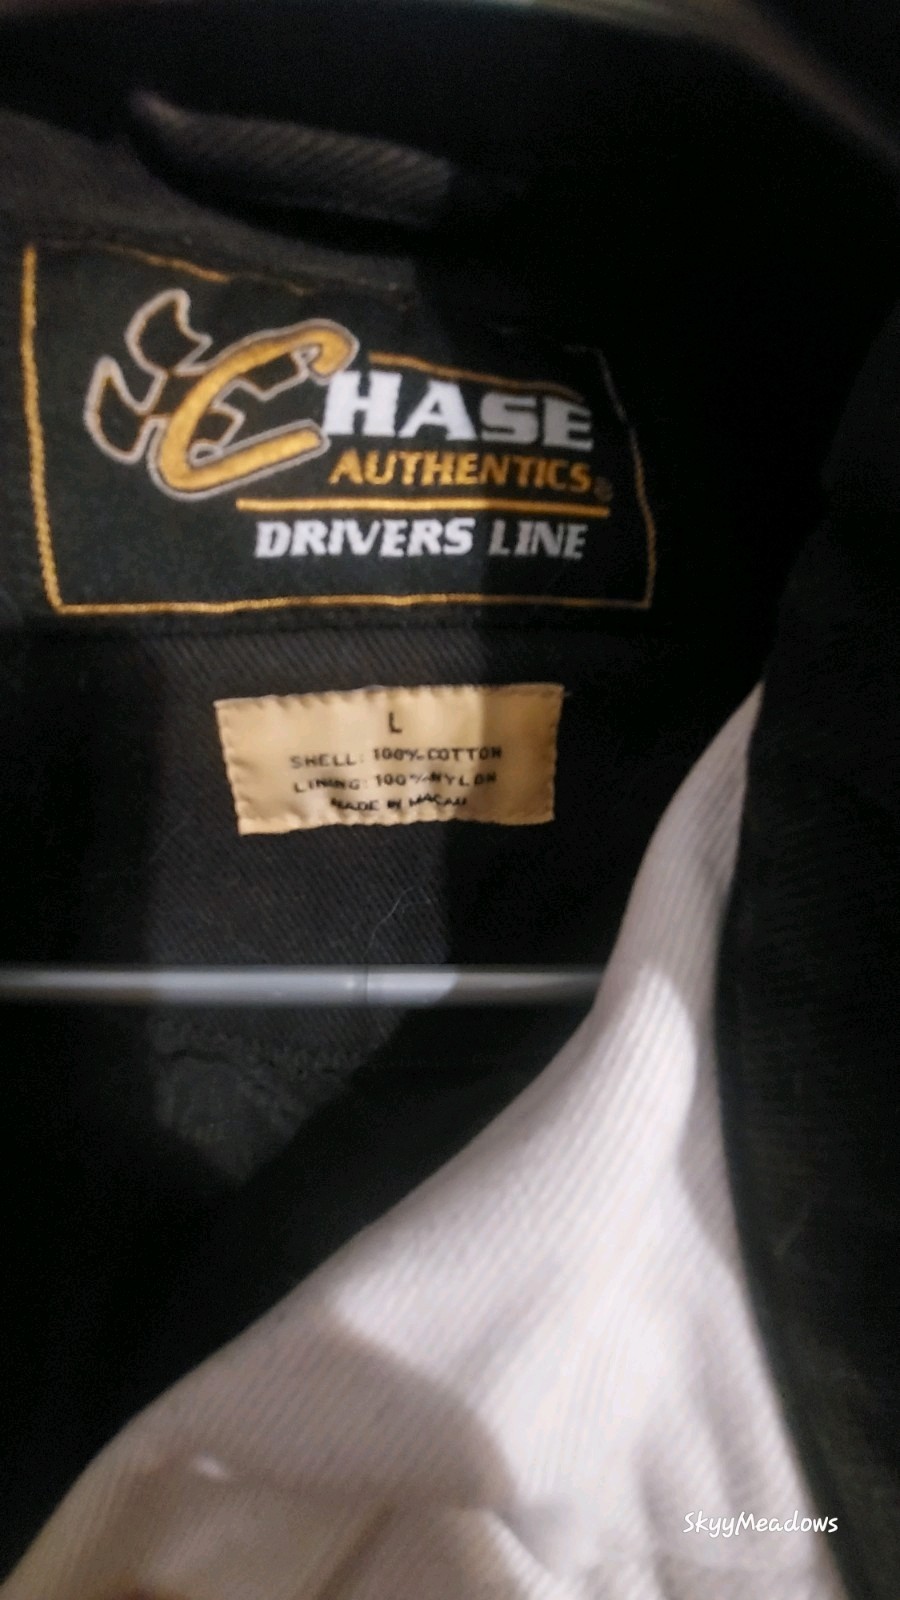 CHASE
AUTHENTICS®
DRIVERS LINE
L
SHELL: 100% COTTON
LINING: 100% NYLON
MADE IN MACAU
SkyyMeadows